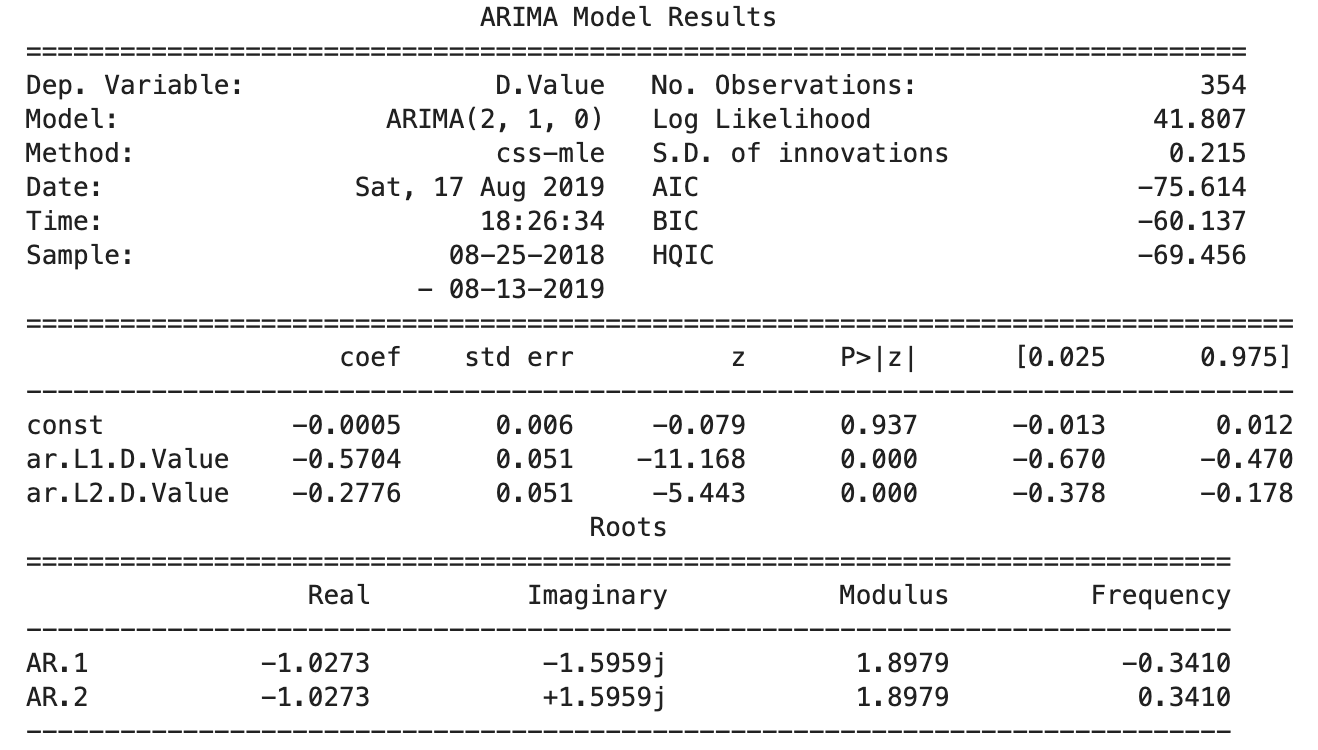 ARIMA Model Results
==============================================================================
Dep. Variable: D.Value No. Observations: 354
Model: ARIMA(2, 1, 0) Log Likelihood 41.807
Method: css-mle S.D. of innovations 0.215
Date: Sat, 17 Aug 2019 AIC -75.614
Time: 18:26:34 BIC -60.137
Sample: 08-25-2018 HQIC -69.456
- 08-13-2019
=================================================================================
coef std err z P>|z| [0.025 0.975]
---------------------------------------------------------------------------------
const -0.0005 0.006 -0.079 0.937 -0.013 0.012
ar.L1.D.Value -0.5704 0.051 -11.168 0.000 -0.670 -0.470
ar.L2.D.Value -0.2776 0.051 -5.443 0.000 -0.378 -0.178
Roots
=============================================================================
Real Imaginary Modulus Frequency
-----------------------------------------------------------------------------
AR.1 -1.0273 -1.5959j 1.8979 -0.3410
AR.2 -1.0273 +1.5959j 1.8979 0.3410
-----------------------------------------------------------------------------